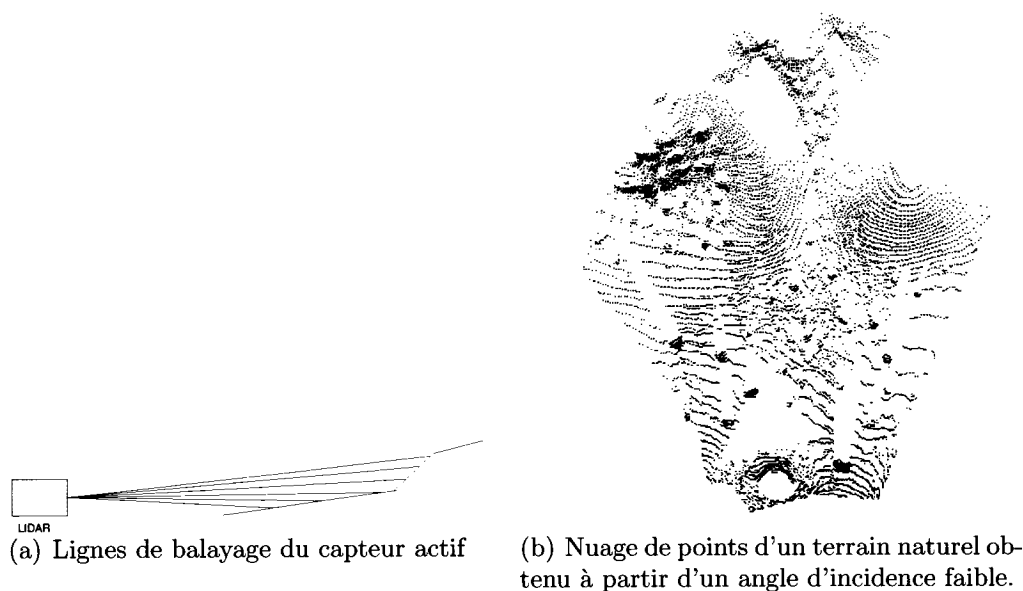 LIDAR
(a) Lignes de balayage du capteur actif
(b) Nuage de points d'un terrain naturel ob-
tenu à partir d'un angle d'incidence faible.